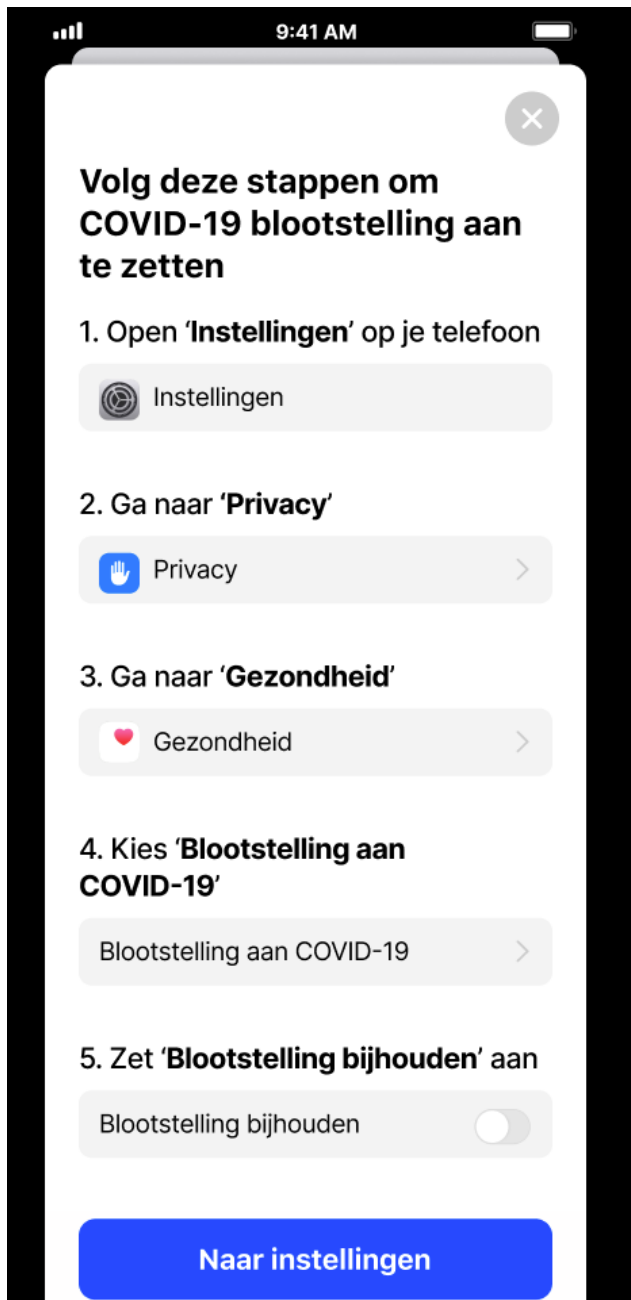 9:41 AM
Volg deze stappen om
COVID-19 blootstelling aan
te zetten
1. Open ‘Instellingen’ op je telefoon
Instellingen
2. Ga naar ‘Privacy’
Privacy
3. Ga naar ‘Gezondheid’
Gezondheid
4. Kies ‘Blootstelling aan
COVID-19’
Blootstelling aan COVID-19
5. Zet ‘Blootstelling bijhouden’ aan
Blootstelling bijhouden
Naar instellingen